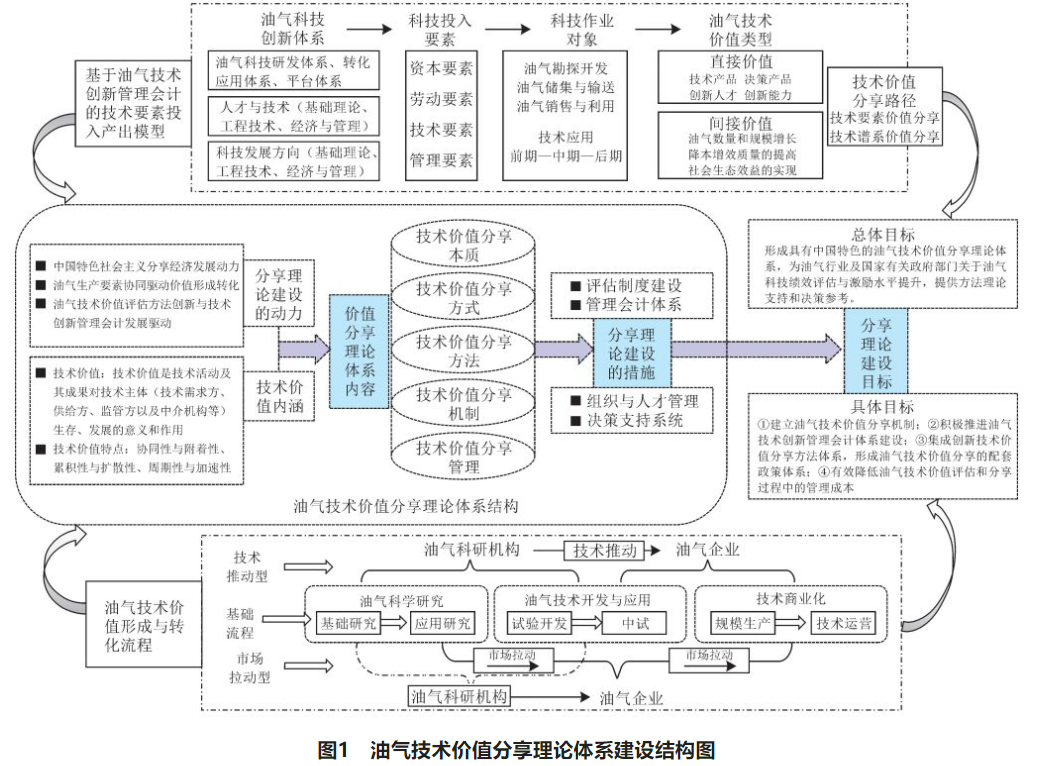 油气科技
创新体系
科技投入
要素
科技作业
对象
油气技术
价值类型
基于油气技术
创新管理会计
的技术要素投
入产出模型
油气科技研发体系、转化
应用体系、平台体系
人才与技术（基础理论、
工程技术、经济与管理）
科技发展方向（基础理论、
工程技术、经济与管理）
资本要素
劳动要素
技术要素
管理要素
油气勘探开发
油气储集与输送
油气销售与利用
技术应用
前期—中期—后期
直接价值
技术产品 决策产品
创新人才 创新能力
间接价值
油气数量和规模增长
降本增效质量的提高
社会生态效益的实现
技术价值
分享路径
技术要素价值分享
技术谱系价值分享
■ 中国特色社会主义分享经济发展动力
■ 油气生产要素协同驱动价值形成转化
■ 油气技术价值评估方法创新与技术
创新管理会计发展驱动
分享理
论建设
的动力
■ 技术价值：技术价值是技术活动及
其成果对技术主体（技术需求方、
供给方、监管方以及中介机构等）
生存、发展的意义和作用
■ 技术价值特点：协同性与附着性、
累积性与扩散性、周期性与加速性
技术价
值内涵
价值
分享
理论
体系
内容
技术价值分享
本质
技术价值分享
方式
技术价值分享
方法
技术价值分享
机制
技术价值分享
管理
■ 评估制度建设
■ 管理会计体系
分享理
论建设
的措施
■ 组织与人才管理
■ 决策支持系统
油气技术价值分享理论体系结构
总体目标
形成具有中国特色的油气技术价值分享理论体
系，为油气行业及国家有关政府部门关于油气
科技绩效评估与激励水平提升，提供方法理论
支持和决策参考。
分享
理论
建设
目标
具体目标
①建立油气技术价值分享机制；②积极推进油气
技术创新管理会计体系建设；③集成创新技术价
值分享方法体系，形成油气技术价值分享的配套
政策体系；④有效降低油气技术价值评估和分享
过程中的管理成本
油气技术价
值形成与转
化流程
技术
推动型
油气科研机构
技术推动
油气企业
基础
流程
油气科学研究
基础研究
应用研究
油气技术开发与应用
试验开发
中试
技术商业化
规模生产
技术运营
市场
拉动型
市场拉动
市场拉动
油气科研机构
油气企业
图1 油气技术价值分享理论体系建设结构图